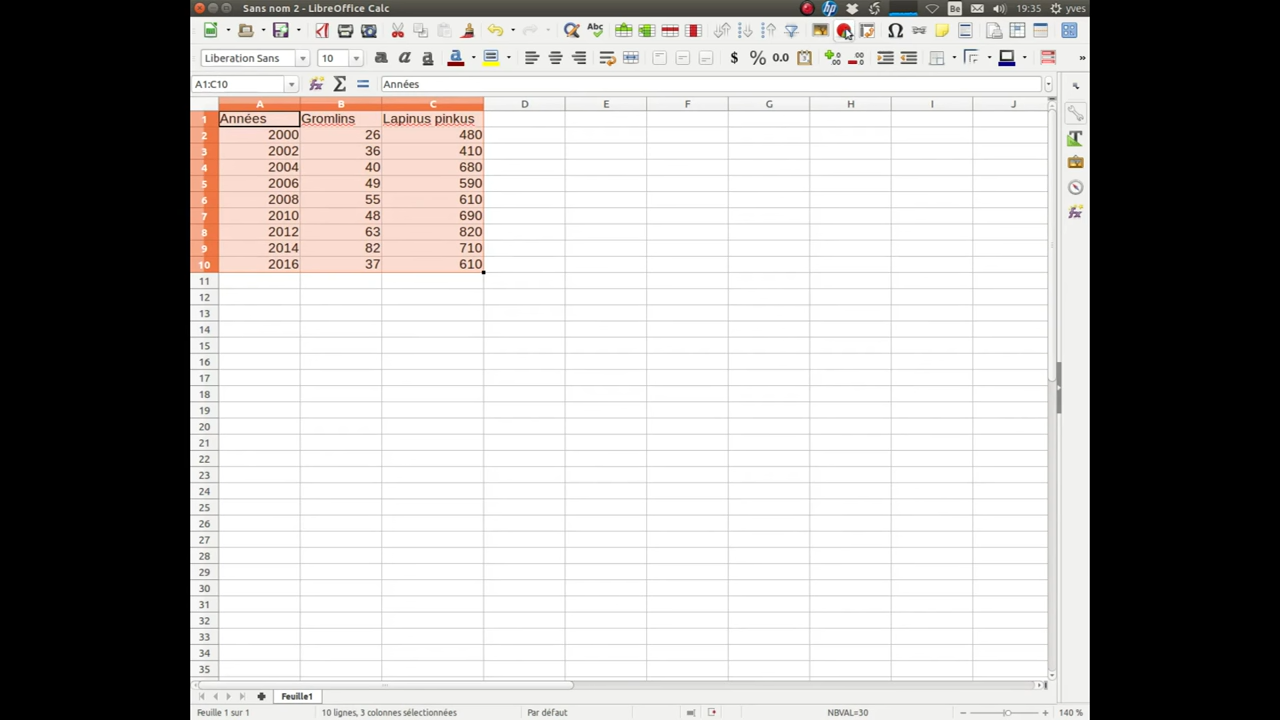 Sans nom 2 - LibreOffice Calc
Be
19:35
yves
Abc
Liberation Sans
10
$
%
0.0
A1:C10
Années
A B C D E F G H I J
1 Années Gromlins Lapinus pinkus
2 2000 26 480
3 2002 36 410
4 2004 40 680
5 2006 49 590
6 2008 55 610
7 2010 48 690
8 2012 63 820
9 2014 82 710
10 2016 37 610
11
12
13
14
15
16
17
18
19
20
21
22
23
24
25
26
27
28
29
30
31
32
33
34
35
Feuille1
Feuille 1 sur 1
10 lignes, 3 colonnes sélectionnées
Par défaut
NBVAL=30
140 %